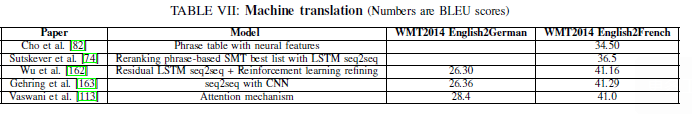 TABLE VII: Machine translation (Numbers are BLEU scores)
Paper Model WMT2014 English2German WMT2014 English2French
Cho et al. [82] Phrase table with neural features 34.50
Sutskever et al. [74] Reranking phrase-based SMT best list with LSTM seq2seq 36.5
Wu et al. [162] Residual LSTM seq2seq + Reinforcement learning refining 26.30 41.16
Gehring et al. [163] seq2seq with CNN 26.36 41.29
Vaswani et al. [113] Attention mechanism 28.4 41.0